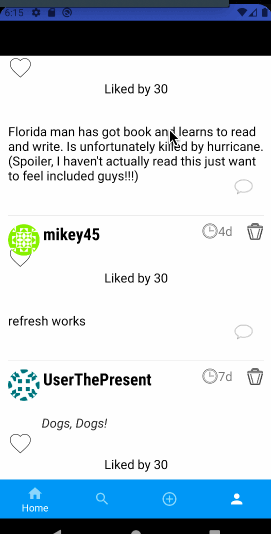 6:15
Liked by 30
Florida man has got book and learns to read
and write. Is unfortunately killed by hurricane.
(Spoiler, I haven't actually read this just want
to feel included guys!!!)
mikey45 4d
Liked by 30
refresh works
UserThePresent 7d
Dogs, Dogs!
Liked by 30
Home